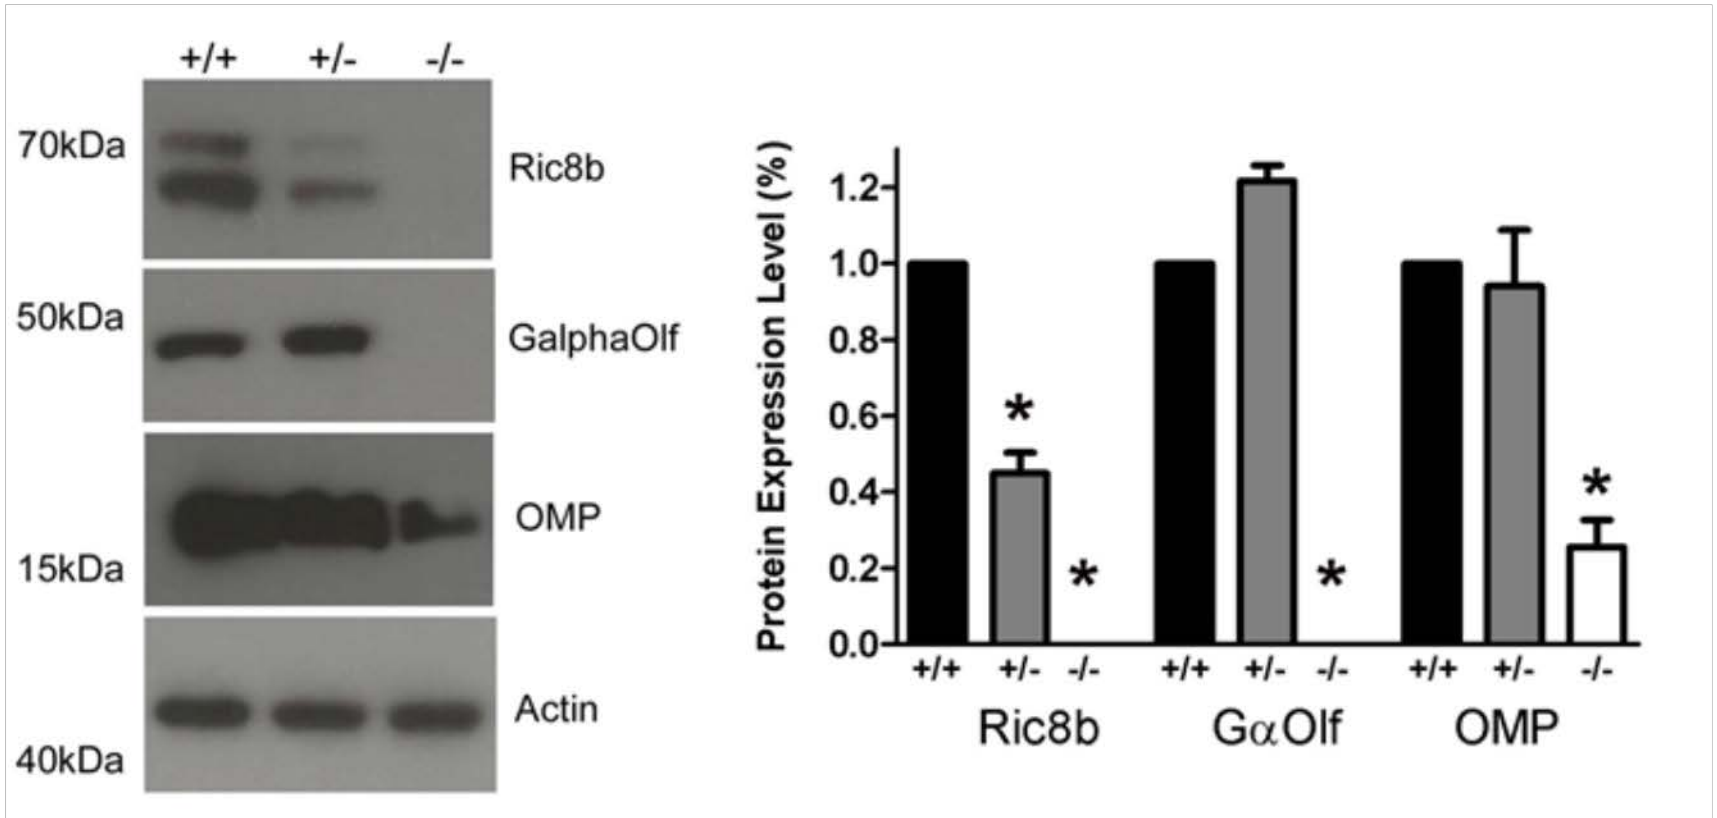 +/+ +/- -/-
70kDa
Ric8b
50kDa
GalphaOlf
OMP
15kDa
Actin
40kDa
Protein Expression Level (%)
1.2
1.0
0.8
0.6
0.4
0.2
0.0
*
*
*
*
+/+ +/- -/- +/+ +/- -/- +/+ +/- -/-
Ric8b GαOlf OMP